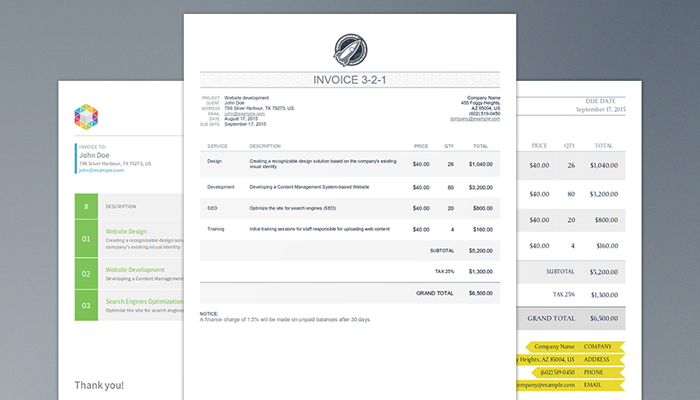 INVOICE TO:
John Doe
796 Silver Harbour, TX 79273, US
john@example.com
# DESCRIPTION
01 Website Design
Creating a recognizable design
company's existing visual identity
02 Website Development
Developing a Content Management
03 Search Engines Optimization
Optimize the site for search engines
Thank you!
INVOICE 3-2-1
PROJECT Website development
CLIENT John Doe
ADDRESS 796 Silver Harbour, TX 79273, US
EMAIL john@example.com
DATE August 17, 2015
DUE DATE September 17, 2015
Company Name
455 Foggy Heights,
AZ 85004, US
(602) 519-0450
company@example.com
SERVICE DESCRIPTION PRICE QTY TOTAL
Design Creating a recognizable design solution based on the company's existing
visual identity $40.00 26 $1,040.00
Development Developing a Content Management System-based Website $40.00 80 $3,200.00
SEO Optimize the site for search engines (SEO) $40.00 20 $800.00
Training Initial training sessions for staff responsible for uploading web content $40.00 4 $160.00
SUBTOTAL $5,200.00
TAX 25% $1,300.00
GRAND TOTAL $6,500.00
NOTICE:
A finance charge of 1.5% will be made on unpaid balances after 30 days.
DUE DATE
September 17, 2015
PRICE QTY TOTAL
$40.00 26 $1,040.00
$40.00 80 $3,200.00
$40.00 20 $800.00
$40.00 4 $160.00
SUBTOTAL $5,200.00
TAX 25% $1,300.00
GRAND TOTAL $6,500.00
Company Name COMPANY
Heights, AZ 85004, US ADDRESS
(602) 519-0450 PHONE
company@example.com EMAIL